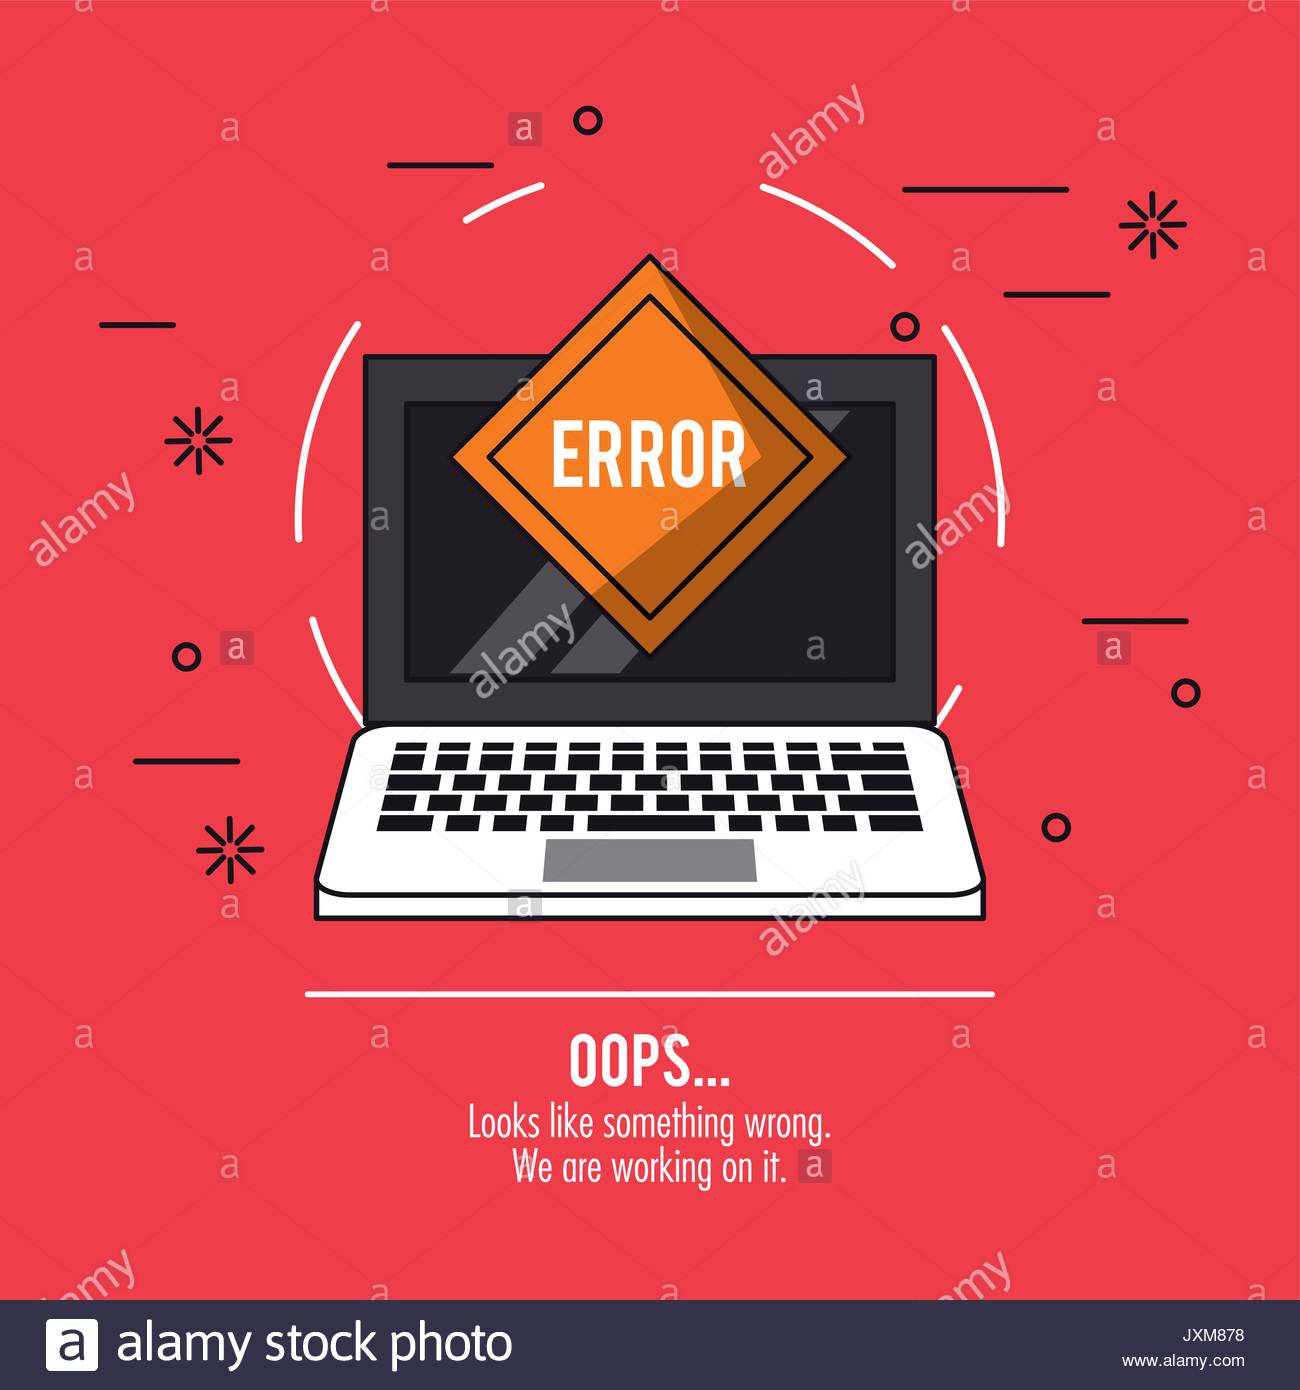 ERROR
OOPS...
Looks like something wrong.
We are working on it.
a alamy stock photo
JXM878
www.alamy.com